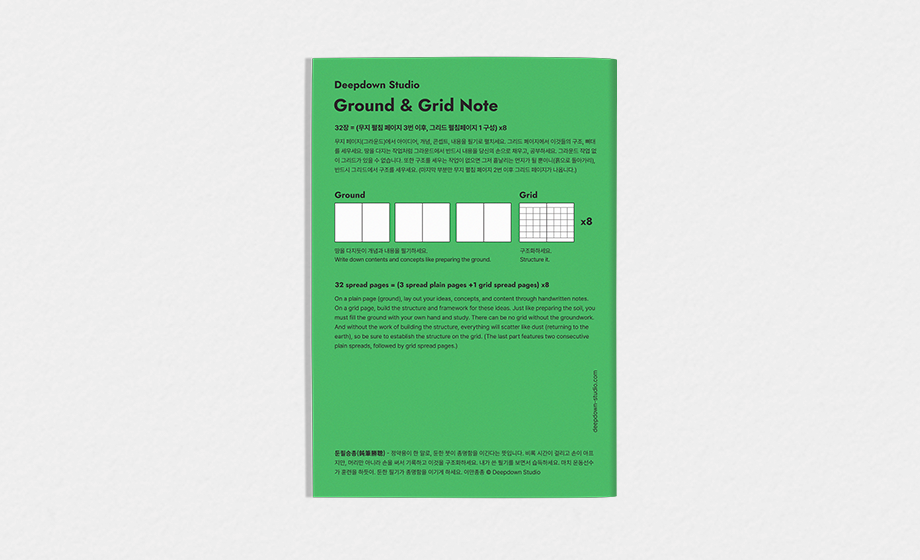 Deepdown Studio
Ground & Grid Note
32장 = (무지 펼침 페이지 3번 이후, 그리드 펼침페이지 1 구성) x8
무지 페이지(그라운드)에서 아이디어, 개념, 콘셉트, 내용을 필기로 펼치세요. 그리드 페이지에서 이것들의 구조, 뼈대
를 세우세요. 땅을 다지는 작업처럼 그라운드에서 반드시 내용을 당신의 손으로 채우고, 공부하세요. 그라운드 작업 없
이 그리드가 있을 수 없습니다. 또한 구조를 세우는 작업이 없으면 그저 흩날리는 먼지가 될 뿐이니(흙으로 돌아가리),
반드시 그리드에서 구조를 세우세요. (마지막 부분만 무지 펼침 페이지 2번 이후 그리드 페이지가 나옵니다.)
Ground
Grid
x8
땅을 다지듯이 개념과 내용을 필기하세요.
Write down contents and concepts like preparing the ground.
구조화하세요.
Structure it.
32 spread pages = (3 spread plain pages +1 grid spread pages) x8
On a plain page (ground), lay out your ideas, concepts, and content through handwritten notes.
On a grid page, build the structure and framework for these ideas. Just like preparing the soil, you
must fill the ground with your own hand and study. There can be no grid without the groundwork.
And without the work of building the structure, everything will scatter like dust (returning to the
earth), so be sure to establish the structure on the grid. (The last part features two consecutive
plain spreads, followed by grid spread pages.)
deepdown-studio.com
둔필승총(鈍筆勝聰) - 정약용이 한 말로, 둔한 붓이 총명함을 이긴다는 뜻입니다. 비록 시간이 걸리고 손이 아프
지만, 머리만 아니라 손을 써서 기록하고 이것을 구조화하세요. 내가 쓴 필기를 보면서 습득하세요. 마치 운동선수
가 훈련을 하듯이. 둔한 필기가 총명함을 이기게 하세요. 이만총총 © Deepdown Studio